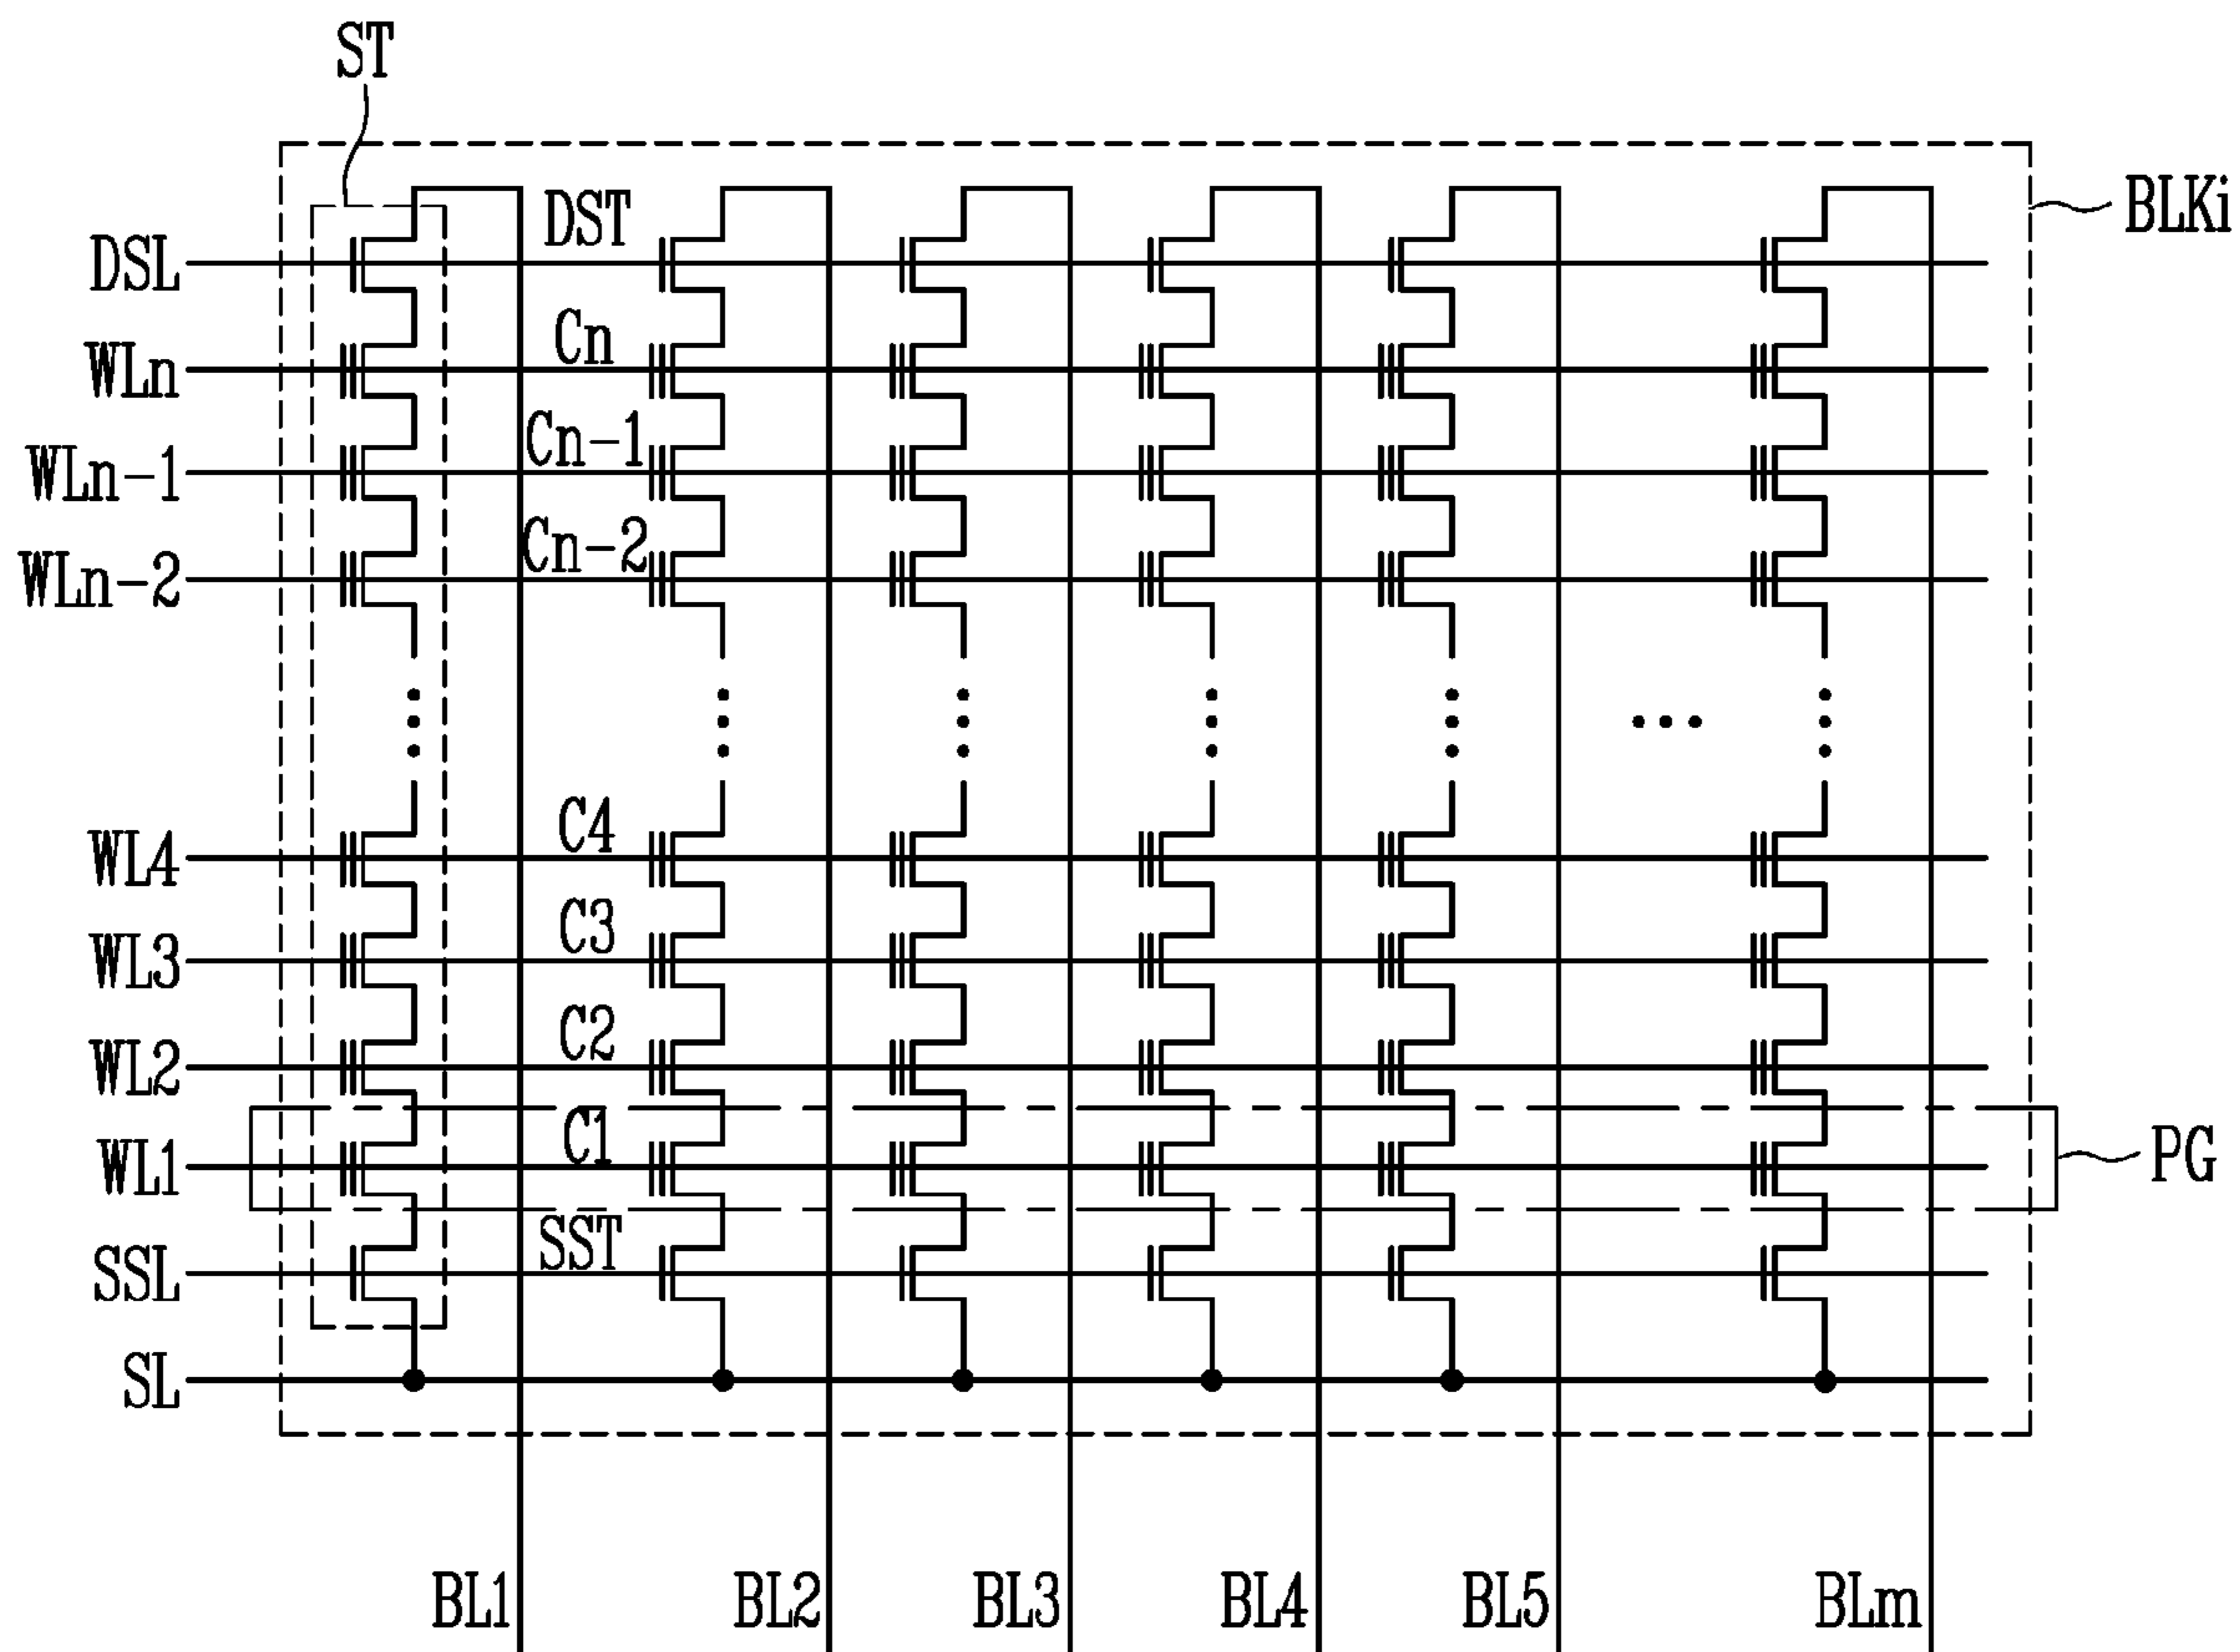 ST
BLKi
DSL
DST
WLn
Cn
WLn-1
Cn-1
WLn-2
Cn-2
WL4
C4
WL3
C3
WL2
C2
WL1
C1
PG
SSL
SST
SL
BL1
BL2
BL3
BL4
BL5
BLm